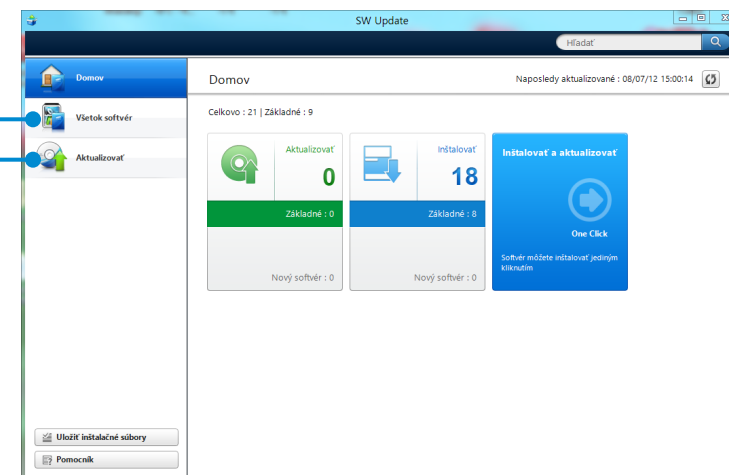 SW Update
Hľadať
Domov
Všetok softvér
Aktualizovať
Uložiť inštalačné súbory
Pomocník
Domov
Naposledy aktualizované : 08/07/12 15:00:14
Celkovo : 21 | Základné : 9
Aktualizovať
0
Základné : 0
Nový softvér : 0
Inštalovať
18
Základné : 8
Nový softvér : 0
Inštalovať a aktualizovať
One Click
Softvér môžete inštalovať jediným
kliknutím